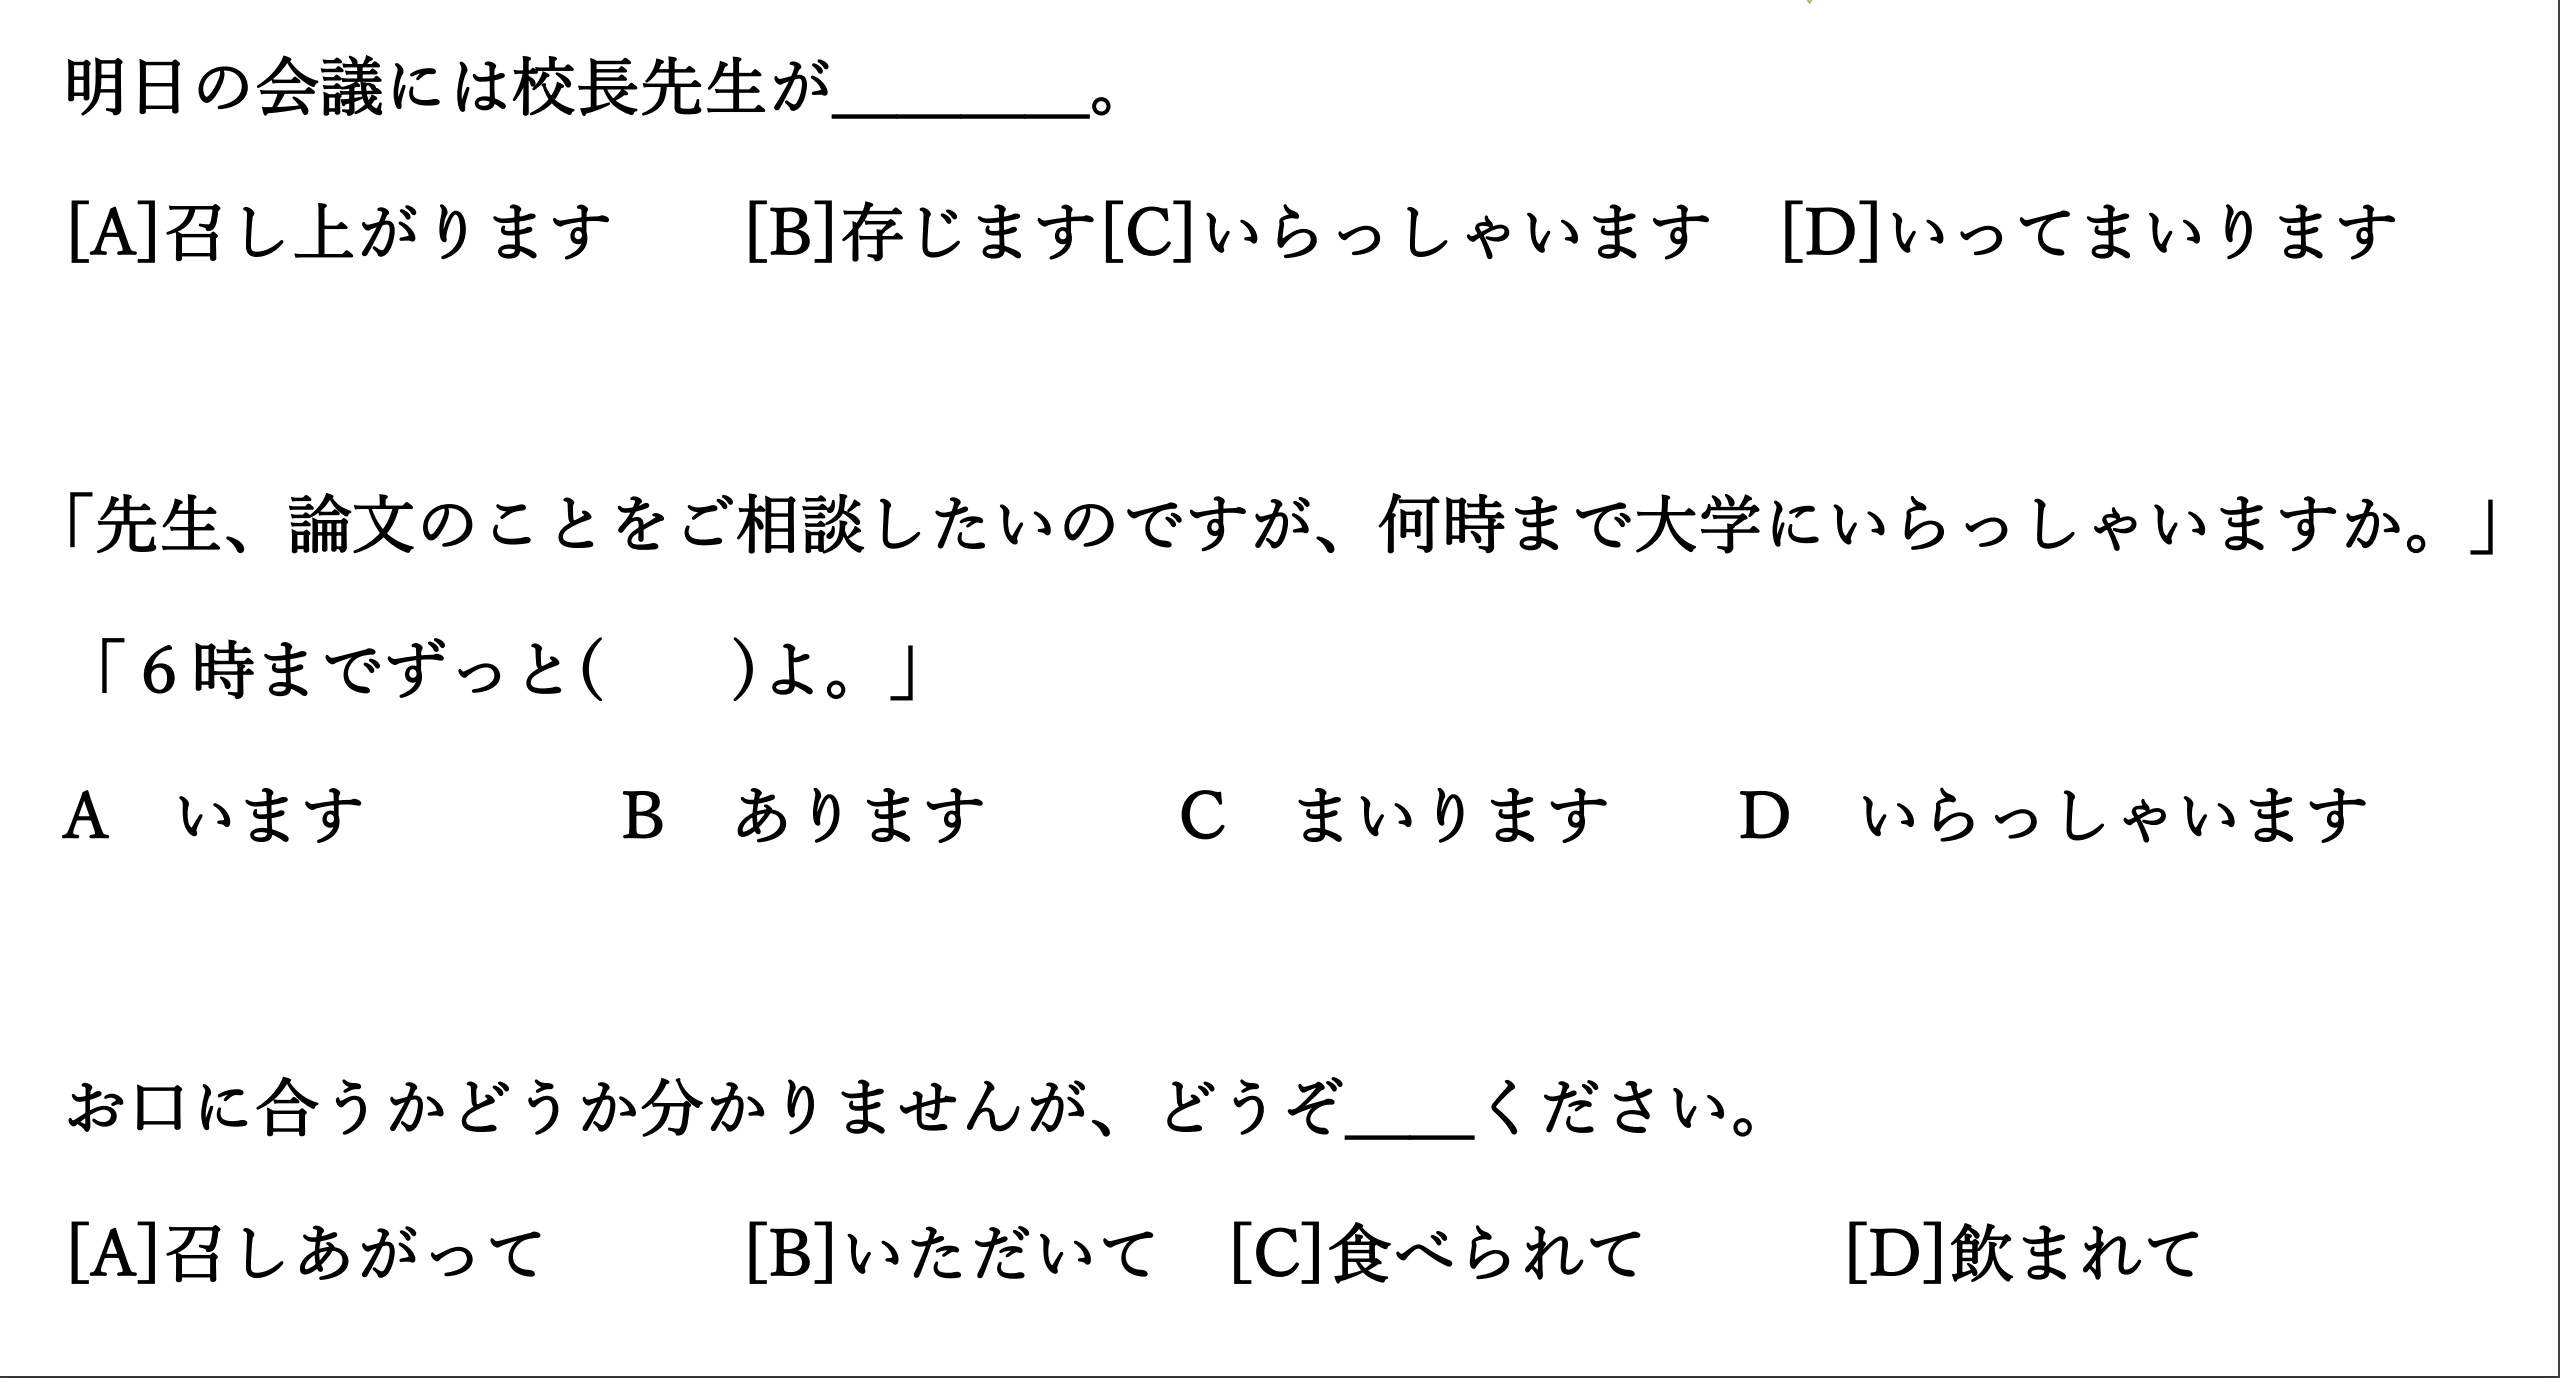 明日の会議には校長先生が________。
[A]召し上がります　　[B]存じます[C]いらっしゃいます　[D]いってまいります
「先生、論文のことをご相談したいのですが、何時まで大学にいらっしゃいますか。」
「６時までずっと(　　)よ。」
A　います　　　　B　あります　　　C　まいります　　D　いらっしゃいます
お口に合うかどうか分かりませんが、どうぞ____ください。
[A]召しあがって　　　[B]いただいて　[C]食べられて　　　[D]飲まれて